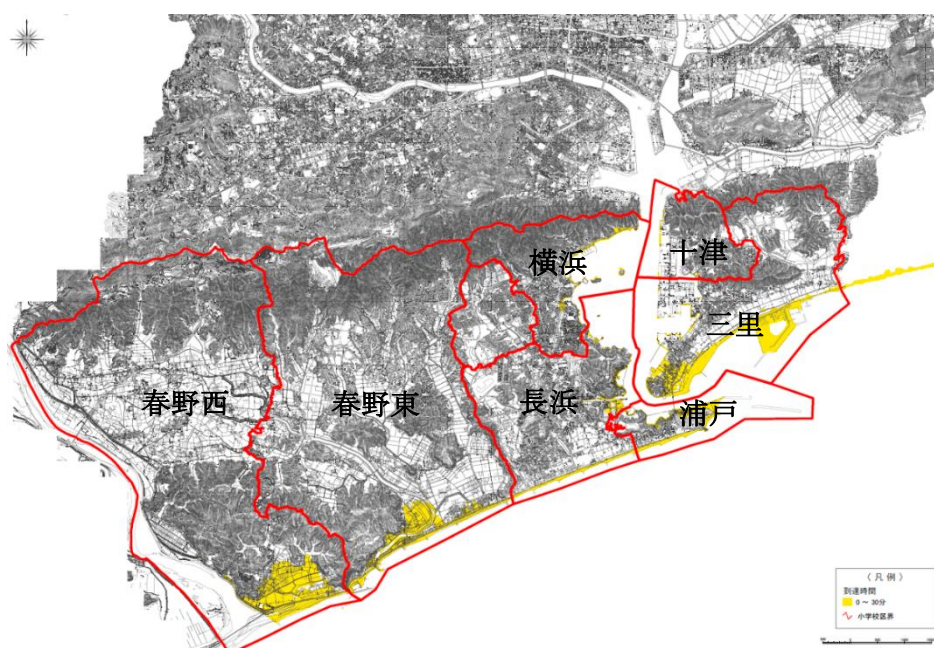 横浜
十津
三里
春野西
春野東
長浜
浦戸
(凡例)
到達時間
0～30分
小学校区界